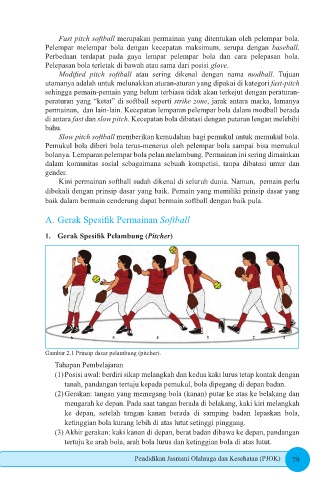 Fast pitch softball merupakan permainan yang ditentukan oleh pelempar bola.
Pelempar melempar bola dengan kecepatan maksimum, serupa dengan baseball.
Perbedaan terdapat pada gaya lempar pelempar bola dan cara pelepasan bola.
Pelepasan bola terletak di bawah atau sama dari posisi glove.
Modified pitch softball atau sering dikenal dengan nama modball. Tujuan
utamanya adalah untuk melunakkan aturan-aturan yang dipakai di kategori fast-pitch
sehingga pemain-pemain yang belum terbiasa tidak akan terkejut dengan peraturan-
peraturan yang "ketat" di softball seperti strike zone, jarak antara marka, lamanya
permainan, dan lain-lain. Kecepatan lemparan pelempar bola dalam modball berada
di antara fast dan slow pitch. Kecepatan bola dibatasi dengan putaran lengan melebihi
bahu.
Slow pitch softball memberikan kemudahan bagi pemukul untuk memukul bola.
Pemukul bola diberi bola terus-menerus oleh pelempar bola sampai bisa memukul
bolanya. Lemparan pelempar bola pelan melambung. Permainan ini sering dimainkan
dalam komunitas sosial sebagaimana sebuah kompetisi, tanpa dibatasi umur dan
gender.
Kini permainan softball sudah dikenal di seluruh dunia. Namun, pemain perlu
dibekali dengan prinsip dasar yang baik. Pemain yang memiliki prinsip dasar yang
baik dalam bermain cenderung dapat bermain softball dengan baik pula.
A. Gerak Spesifik Permainan Softball
1. Gerak Spesifik Pelambung (Pitcher)
6 5 4 3 2 1
Gambar 2.1 Prinsip dasar pelambung (pitcher).
Tahapan Pembelajaran
(1) Posisi awal: berdiri sikap melangkah dan kedua kaki lurus tetap kontak dengan
tanah, pandangan tertuju kepada pemukul, bola dipegang di depan badan.
(2) Gerakan: tangan yang memegang bola (kanan) putar ke atas ke belakang dan
mengarah ke depan. Pada saat tangan berada di belakang, kaki kiri melangkah
ke depan, setelah tangan kanan berada di samping badan lepaskan bola,
ketinggian bola kurang lebih di atas lutut setinggi pinggang.
(3) Akhir gerakan: kaki kanan di depan, berat badan dibawa ke depan, pandangan
tertuju ke arah bola, arah bola lurus dan ketinggian bola di atas lutut.
Pendidikan Jasmani Olahraga dan Kesehatan (PJOK) 79